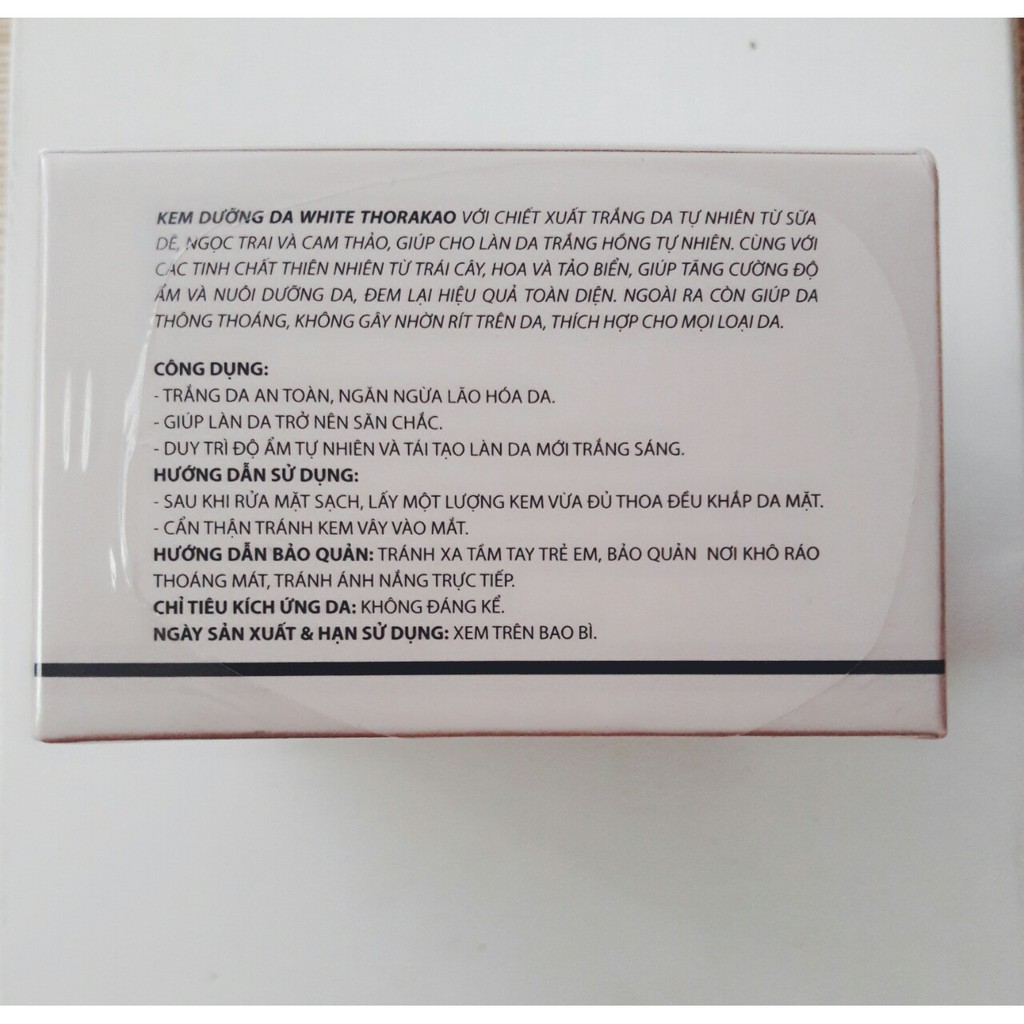 KEM DƯỠNG DA WHITE THORAKAO VỚI CHIẾT XUẤT TRẮNG DA TỰ NHIÊN TỪ SỮA
DÊ, NGỌC TRAI VÀ CAM THẢO, GIÚP CHO LÀN DA TRẮNG HỒNG TỰ NHIÊN. CÙNG VỚI
CÁC TINH CHẤT THIÊN NHIÊN TỪ TRÁI CÂY, HOA VÀ TẢO BIỂN, GIÚP TĂNG CƯỜNG ĐỘ
ẨM VÀ NUÔI DƯỠNG DA, ĐEM LẠI HIỆU QUẢ TOÀN DIỆN. NGOÀI RA CÒN GIÚP DA
THÔNG THOÁNG, KHÔNG GÂY NHỜN RÍT TRÊN DA, THÍCH HỢP CHO MỌI LOẠI DA.
CÔNG DỤNG:
- TRẮNG DA AN TOÀN, NGĂN NGỪA LÃO HÓA DA.
- GIÚP LÀN DA TRỞ NÊN SĂN CHẮC.
- DUY TRÌ ĐỘ ẨM TỰ NHIÊN VÀ TÁI TẠO LÀN DA MỚI TRẮNG SÁNG.
HƯỚNG DẪN SỬ DỤNG:
- SAU KHI RỬA MẶT SẠCH, LẤY MỘT LƯỢNG KEM VỪA ĐỦ THOA ĐỀU KHẮP DA MẶT.
- CẨN THẬN TRÁNH KEM VÂY VÀO MẮT.
HƯỚNG DẪN BẢO QUẢN: TRÁNH XA TẦM TAY TRẺ EM, BẢO QUẢN NƠI KHÔ RÁO
THOÁNG MÁT, TRÁNH ÁNH NẮNG TRỰC TIẾP.
CHỈ TIÊU KÍCH ỨNG DA: KHÔNG ĐÁNG KỂ.
NGÀY SẢN XUẤT & HẠN SỬ DỤNG: XEM TRÊN BAO BÌ.